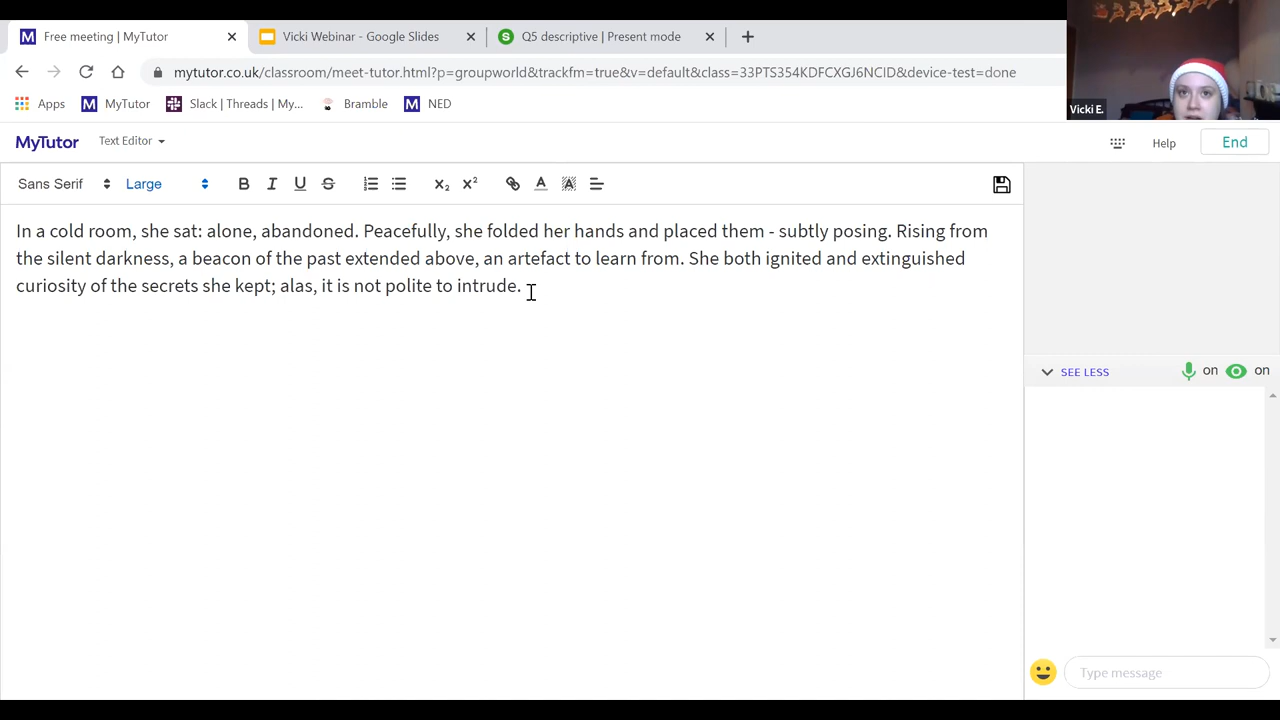 Free meeting | MyTutor
Vicki Webinar - Google Slides
Q5 descriptive | Present mode
mytutor.co.uk/classroom/meet-tutor.html?p=groupworld&trackfm=true&v=default&class=33PTS354KDFCXGJ6NCID&device-test=done
Apps
MyTutor
Slack | Threads | My...
Bramble
NED
Vicki E.
MyTutor
Text Editor
Help
End
Sans Serif
Large
B I U S
X₂ X²
A
A
In a cold room, she sat: alone, abandoned. Peacefully, she folded her hands and placed them - subtly posing. Rising from
the silent darkness, a beacon of the past extended above, an artefact to learn from. She both ignited and extinguished
curiosity of the secrets she kept; alas, it is not polite to intrude.
SEE LESS
on
on
Type message